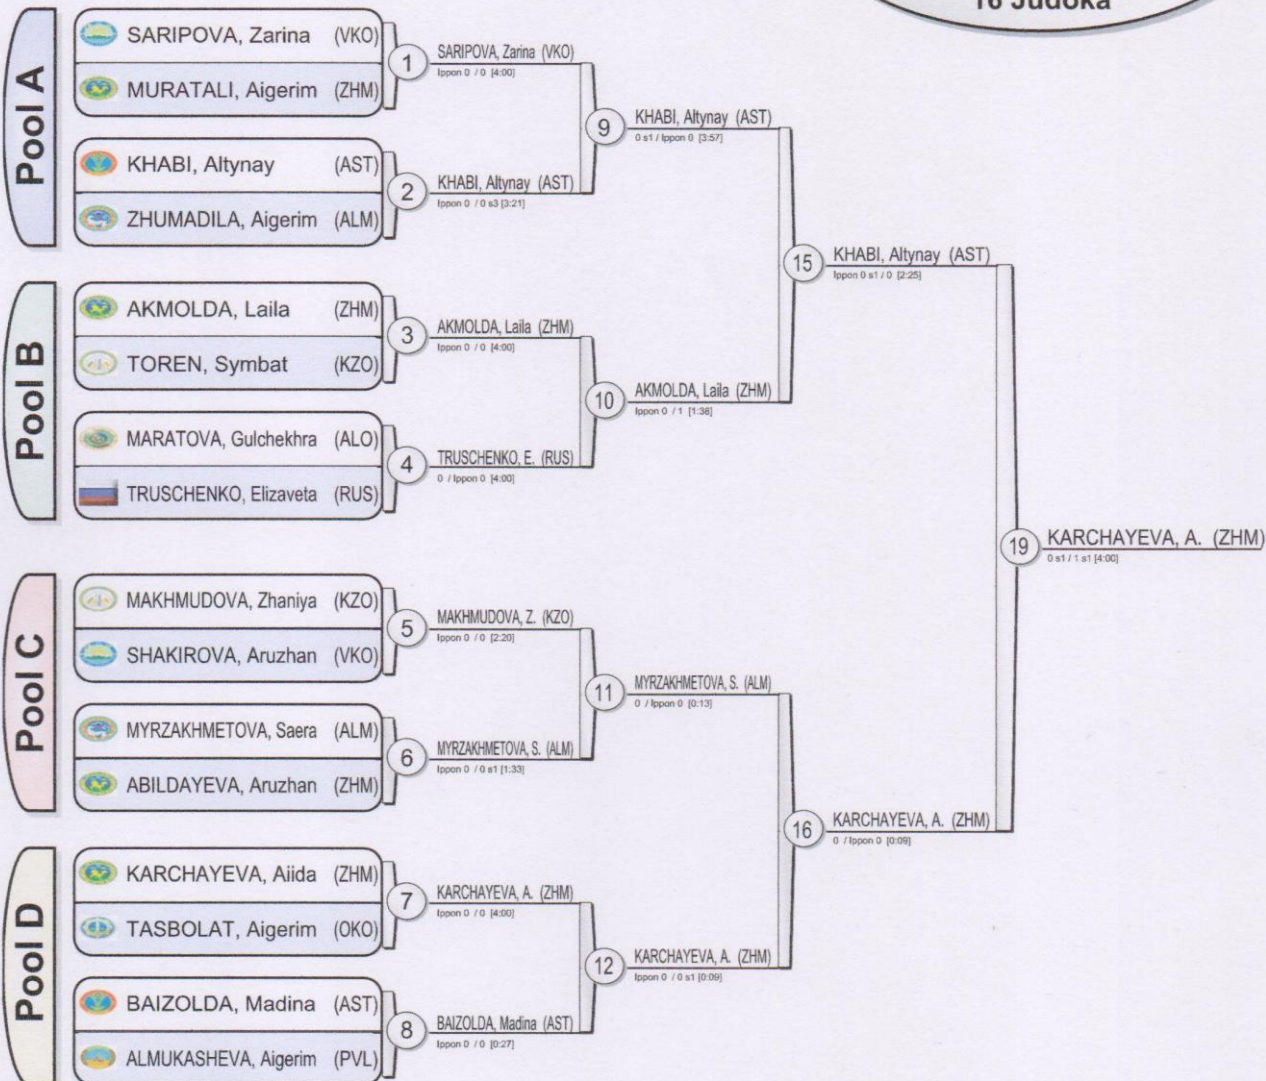 16 Judoka
Pool A
SARIPOVA, Zarina (VKO)
MURATALI, Aigerim (ZHM)
KHABI, Altynay (AST)
ZHUMADILA, Aigerim (ALM)
1
SARIPOVA, Zarina (VKO)
Ippon 0 / 0 [4:00]
2
KHABI, Altynay (AST)
Ippon 0 / 0 s3 [3:21]
9
KHABI, Altynay (AST)
0 s1 / Ippon 0 [3:57]
Pool B
AKMOLDA, Laila (ZHM)
TOREN, Symbat (KZO)
MARATOVA, Gulchekhra (ALO)
TRUSCHENKO, Elizaveta (RUS)
3
AKMOLDA, Laila (ZHM)
Ippon 0 / 0 [4:00]
4
TRUSCHENKO, E. (RUS)
0 / Ippon 0 [4:00]
10
AKMOLDA, Laila (ZHM)
Ippon 0 / 1 [1:38]
15
KHABI, Altynay (AST)
Ippon 0 s1 / 0 [2:25]
Pool C
MAKHMUDOVA, Zhaniya (KZO)
SHAKIROVA, Aruzhan (VKO)
MYRZAKHMETOVA, Saera (ALM)
ABILDAYEVA, Aruzhan (ZHM)
5
MAKHMUDOVA, Z. (KZO)
Ippon 0 / 0 [2:20]
6
MYRZAKHMETOVA, S. (ALM)
Ippon 0 / 0 s1 [1:33]
11
MYRZAKHMETOVA, S. (ALM)
0 / Ippon 0 [0:13]
Pool D
KARCHAYEVA, Aiida (ZHM)
TASBOLAT, Aigerim (OKO)
BAIZOLDA, Madina (AST)
ALMUKASHEVA, Aigerim (PVL)
7
KARCHAYEVA, A. (ZHM)
Ippon 0 / 0 [4:00]
8
BAIZOLDA, Madina (AST)
Ippon 0 / 0 [0:27]
12
KARCHAYEVA, A. (ZHM)
Ippon 0 / 0 s1 [0:09]
16
KARCHAYEVA, A. (ZHM)
0 / Ippon 0 [0:09]
19
KARCHAYEVA, A. (ZHM)
0 s1 / 1 s1 [4:00]